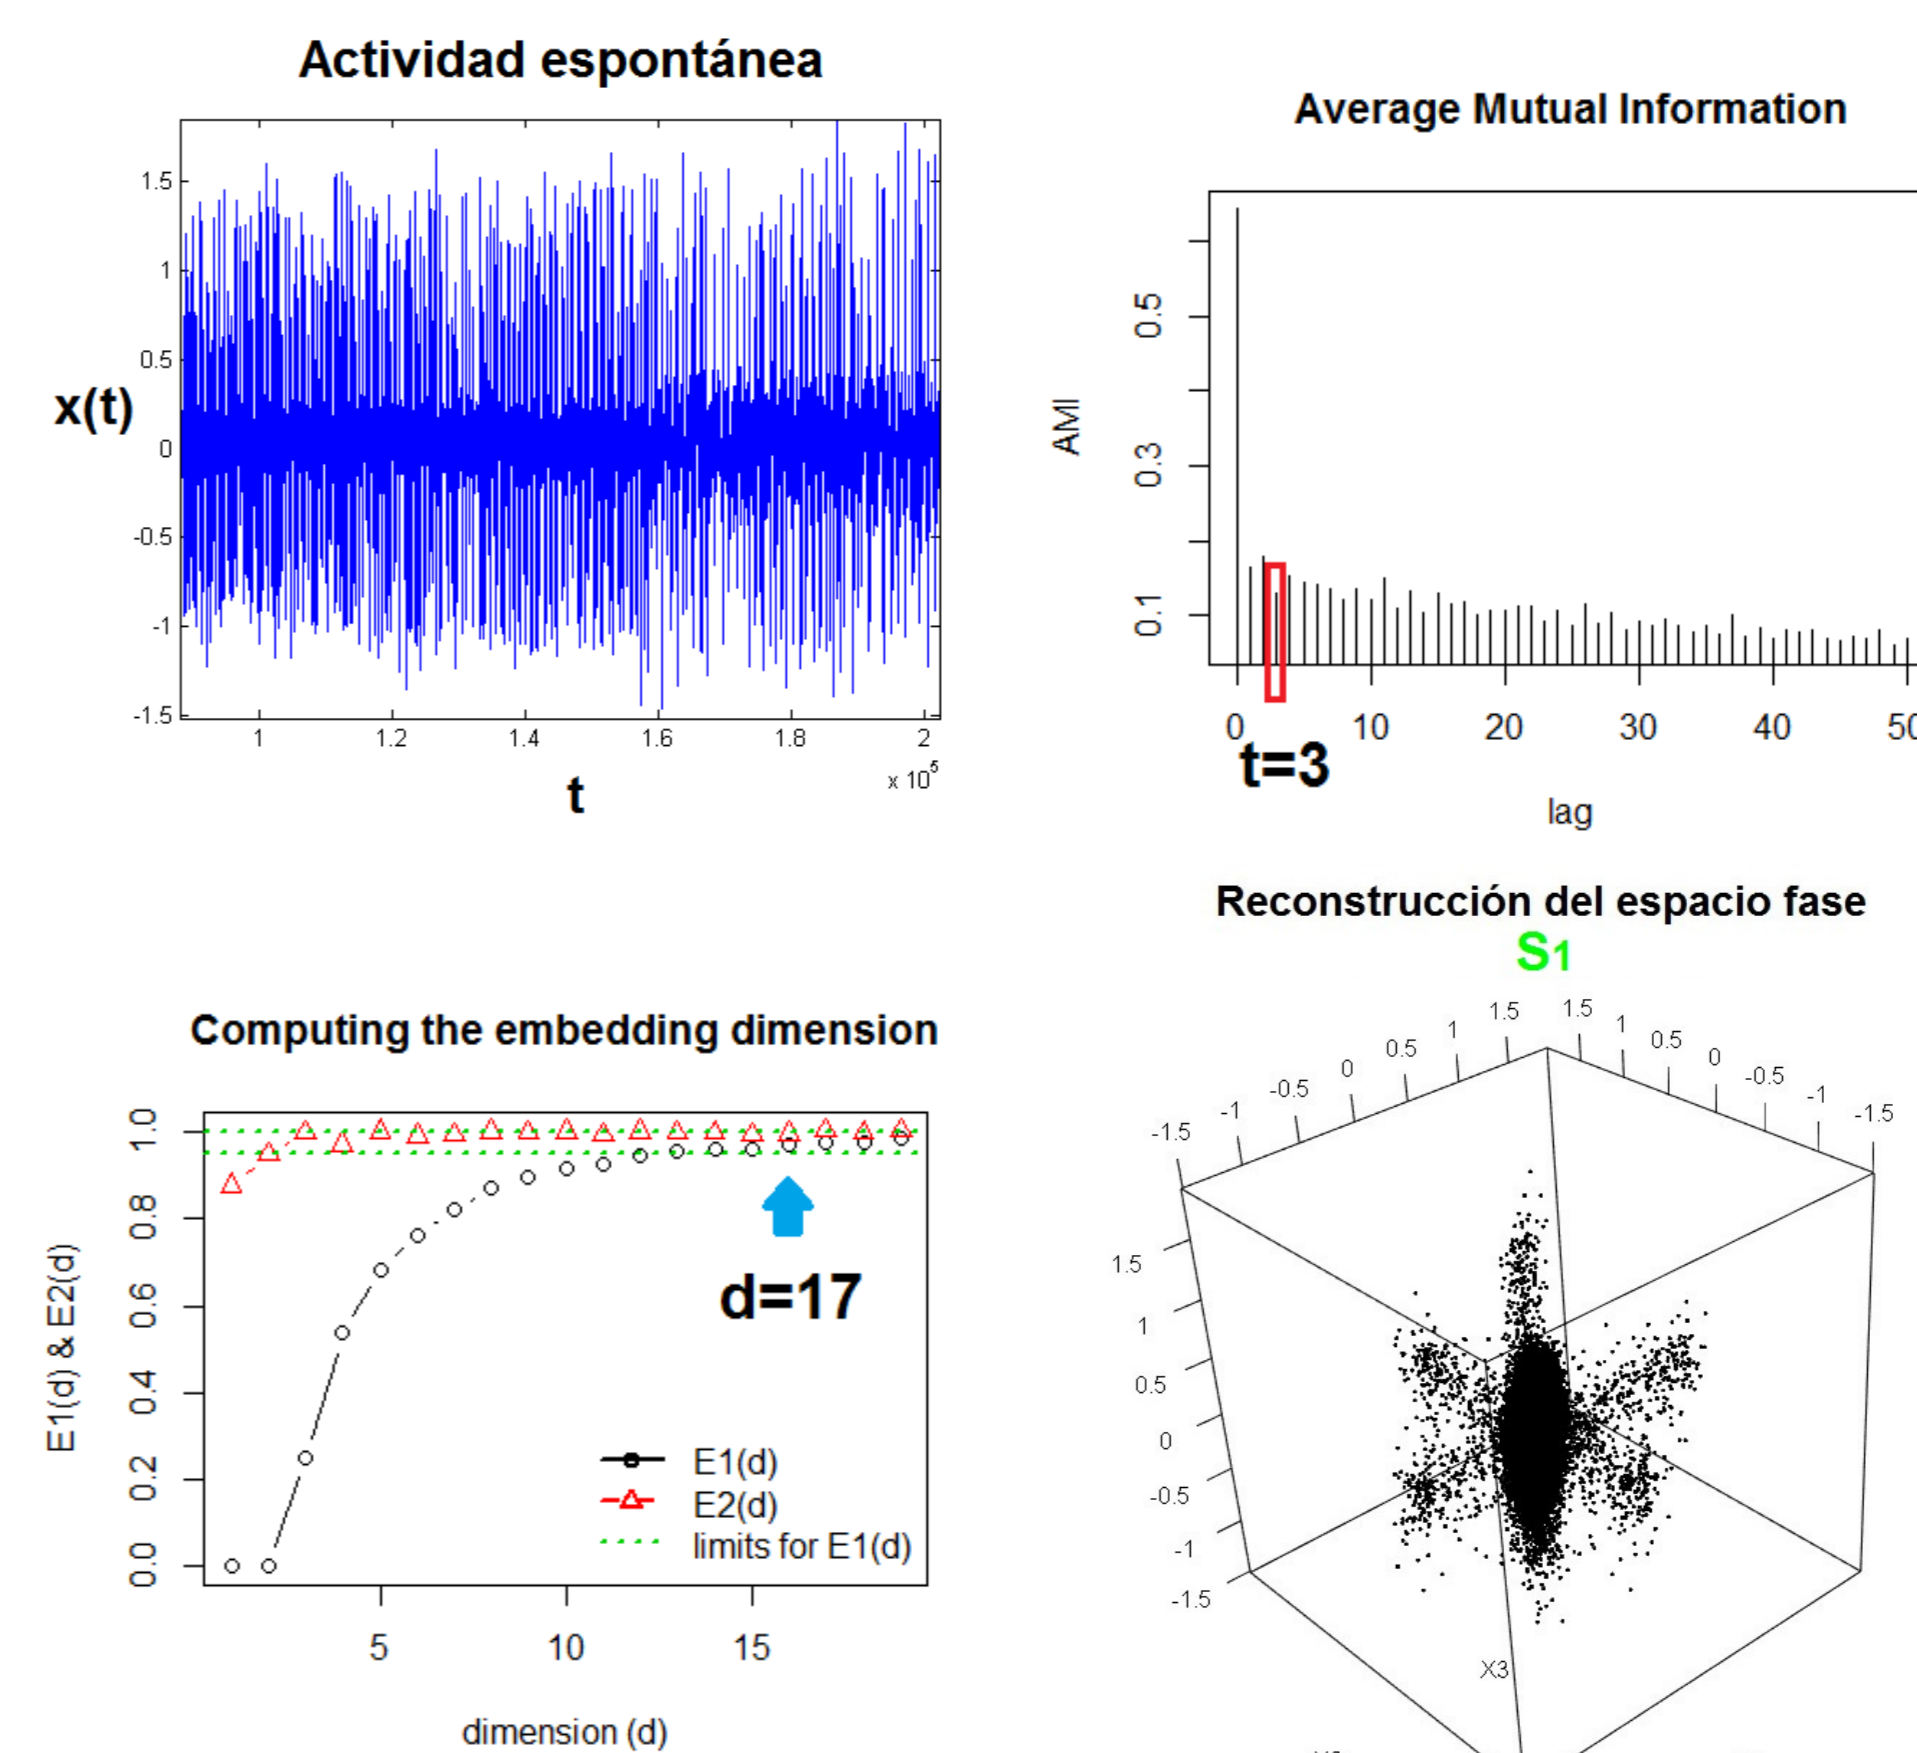 Actividad espontánea
x(t)
1.5
1
0.5
0
-0.5
-1
-1.5
1 1.2 1.4 1.6 1.8 2
x 10^5
t
Average Mutual Information
AMI
0.5
0.3
0.1
0 10 20 30 40
t=3
lag
Computing the embedding dimension
E1(d) & E2(d)
1.0
0.8
0.6
0.4
0.2
0.0
d=17
E1(d)
E2(d)
limits for E1(d)
5 10 15
dimension (d)
Reconstrucción del espacio fase
S1
-1.5 -1 -0.5 0 0.5 1 1.5
1.5 1 0.5 0 -0.5 -1 -1.5
1.5
1
0.5
0
-0.5
-1
-1.5
X3